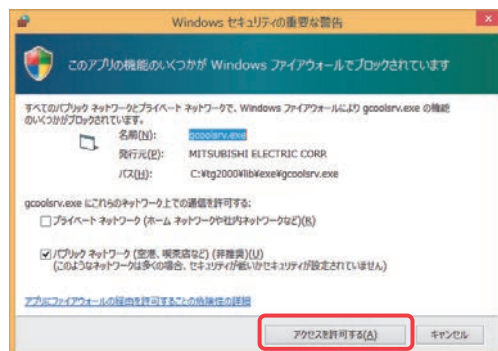 Windows セキュリティの重要な警告
このアプリの機能のいくつかが Windows ファイアウォールでブロックされています
すべてのパブリック ネットワークとプライベート ネットワークで、Windows ファイアウォールにより gcoolsrv.exe の機能
のいくつかがブロックされています。
名前(N): gcoolsrv.exe
発行元(P): MITSUBISHI ELECTRIC CORR
パス(H): C:¥tg2000¥lib¥exe¥gcoolsrv.exe
gcoolsrv.exe にこれらのネットワーク上での通信を許可する:
プライベート ネットワーク (ホーム ネットワークや社内ネットワークなど)(R)
パブリック ネットワーク (空港、喫茶店など) (非推奨)(U)
(このようなネットワークは多くの場合、セキュリティが低いかセキュリティが設定されていません)
アプリにファイアウォールの経由を許可することの危険性の詳細
アクセスを許可する(A) キャンセル